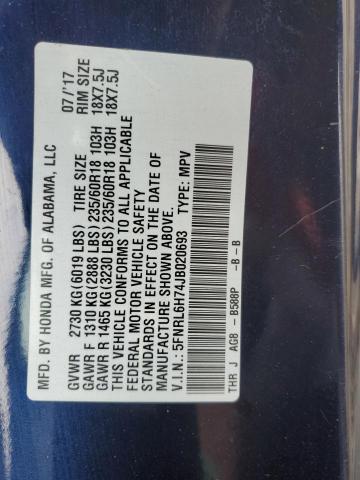 MFD. BY HONDA MFG. OF ALABAMA, LLC 07/'17
GVWR 2730 KG(6019 LBS) TIRE SIZE RIM SIZE
GAWR F 1310 KG(2888 LBS) 235/60R18 103H 18X7.5J
GAWR R 1465 KG(3230 LBS) 235/60R18 103H 18X7.5J
THIS VEHICLE CONFORMS TO ALL APPLICABLE
FEDERAL MOTOR VEHICLE SAFETY
STANDARDS IN EFFECT ON THE DATE OF
MANUFACTURE SHOWN ABOVE.
V.I.N.: 5FNRL6H74JB020693 TYPE: MPV
THR J AG8 - B588P -B - B